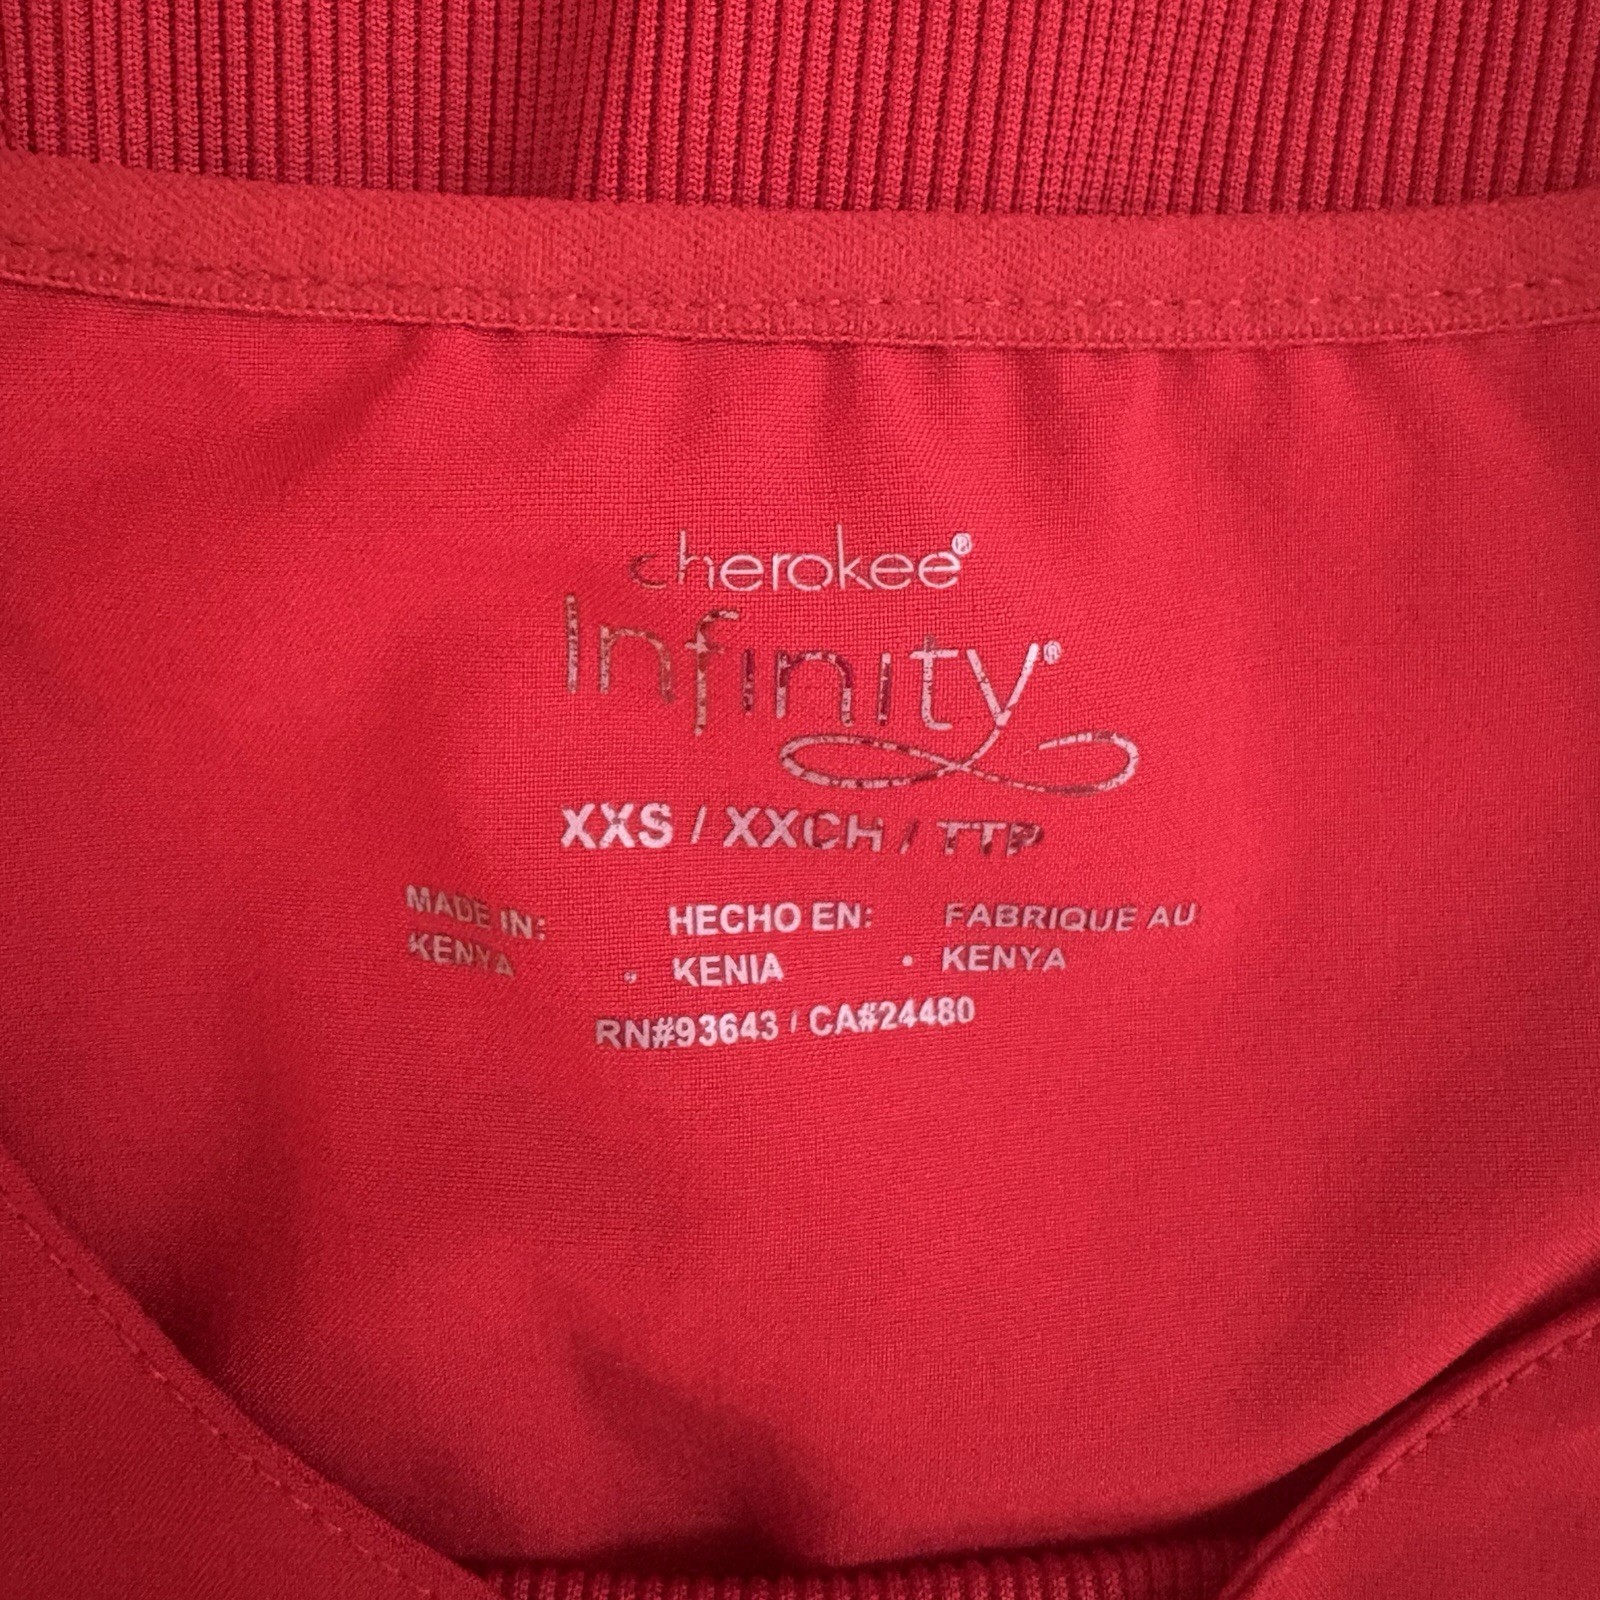 cherokee®
Infinity®
XXS / XXCH / TTP
MADE IN: HECHO EN: FABRIQUE AU
KENYA • KENIA • KENYA
RN#93643 / CA#24480